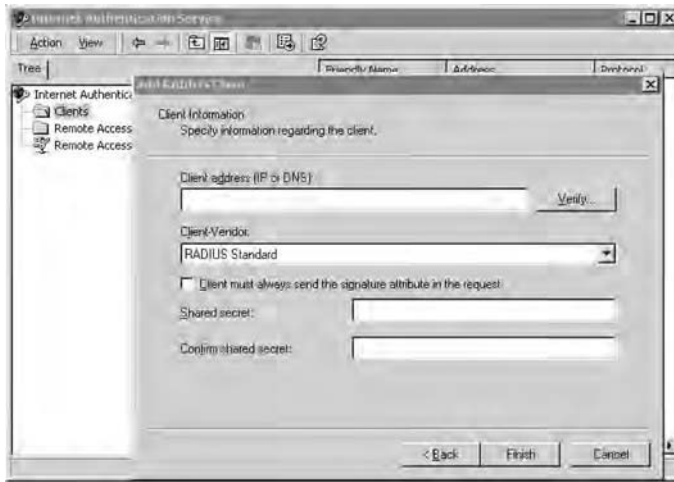 Internet Authentication Service
Action View
Tree
Friendly Name Address Protocol
Internet Authentica
Clients
Remote Access
Remote Access
Add RADIUS Client
Client Information
Specify information regarding the client.
Client address (IP or DNS):
Verify...
Client-Vendor:
RADIUS Standard
Client must always send the signature attribute in the request
Shared secret:
Confirm shared secret:
< Back Finish Cancel